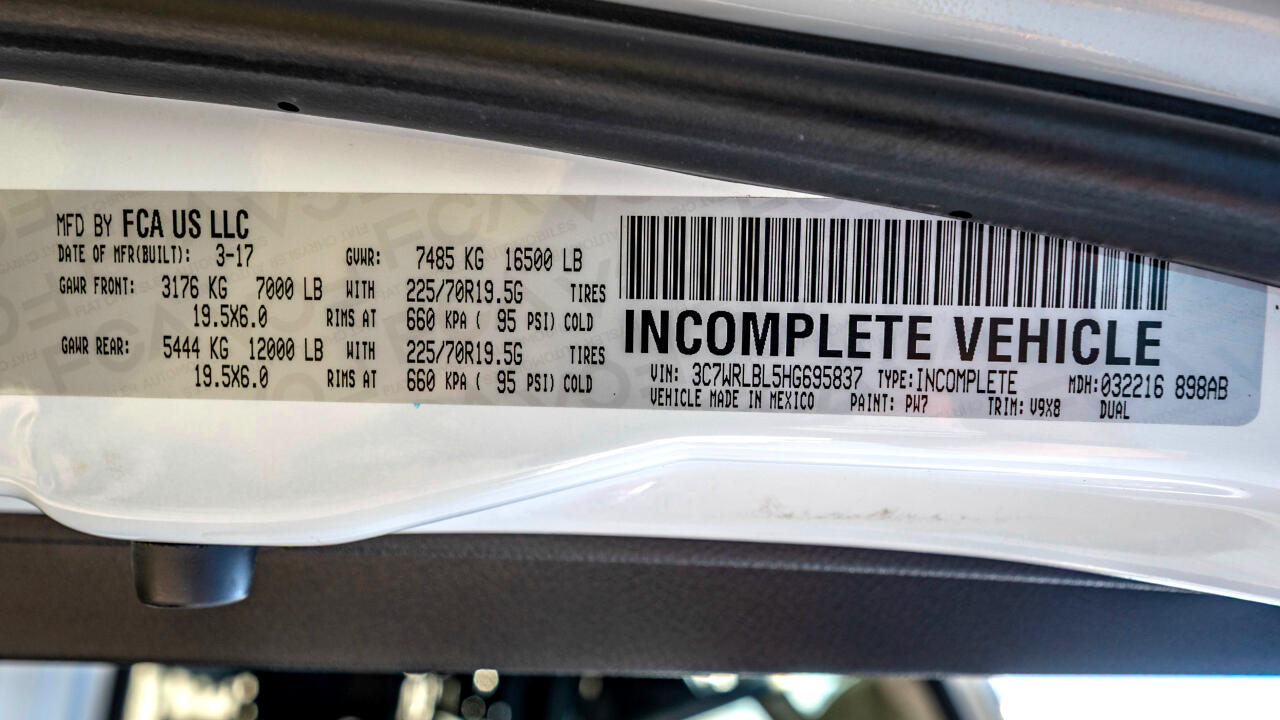 MFD BY FCA US LLC
DATE OF MFR(BUILT): 3-17 GVWR: 7485 KG 16500 LB
GAWR FRONT: 3176 KG 7000 LB WITH 225/70R19.5G TIRES
19.5X6.0 RIMS AT 660 KPA ( 95 PSI) COLD
GAWR REAR: 5444 KG 12000 LB WITH 225/70R19.5G TIRES
19.5X6.0 RIMS AT 660 KPA ( 95 PSI) COLD
INCOMPLETE VEHICLE
VIN: 3C7WRLBL5HG695837 TYPE:INCOMPLETE MDH:032216 898AB
VEHICLE MADE IN MEXICO PAINT: PW7 TRIM: V9X8 DUAL